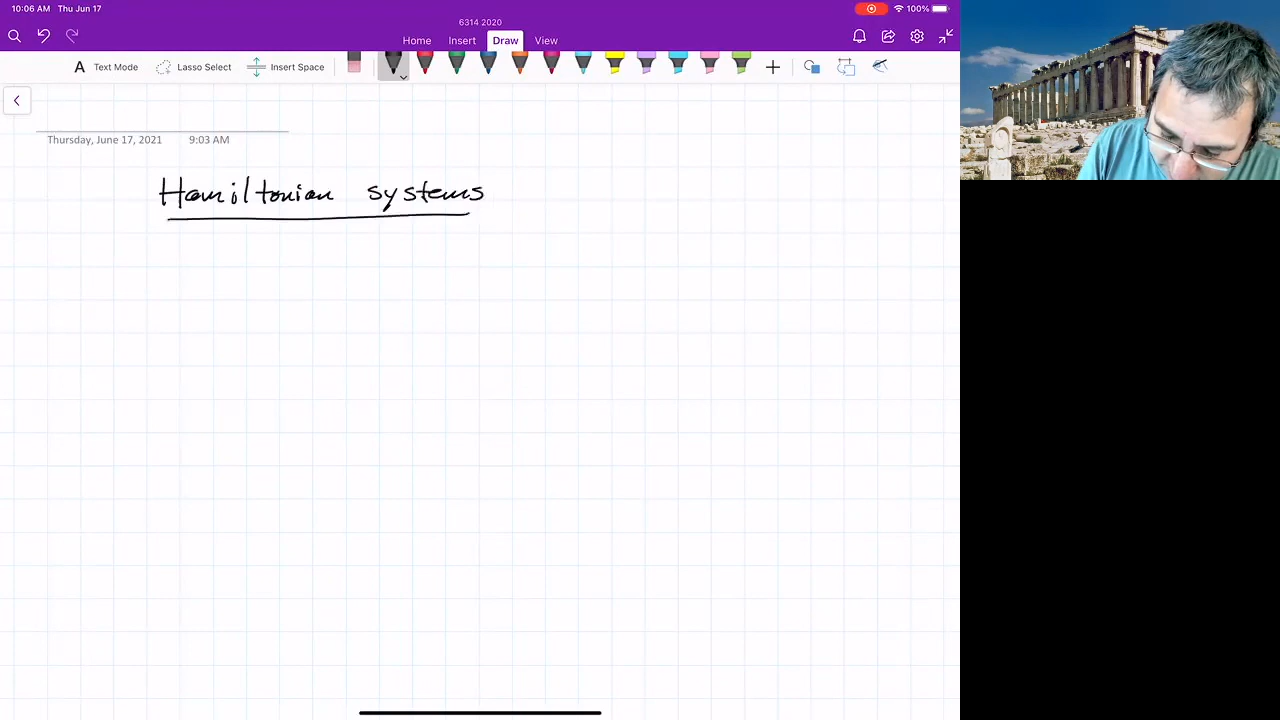 10:06 AM Thu Jun 17
100%
6314 2020
Home Insert Draw View
A Text Mode Lasso Select Insert Space
Thursday, June 17, 2021 9:03 AM
Hamiltonian systems